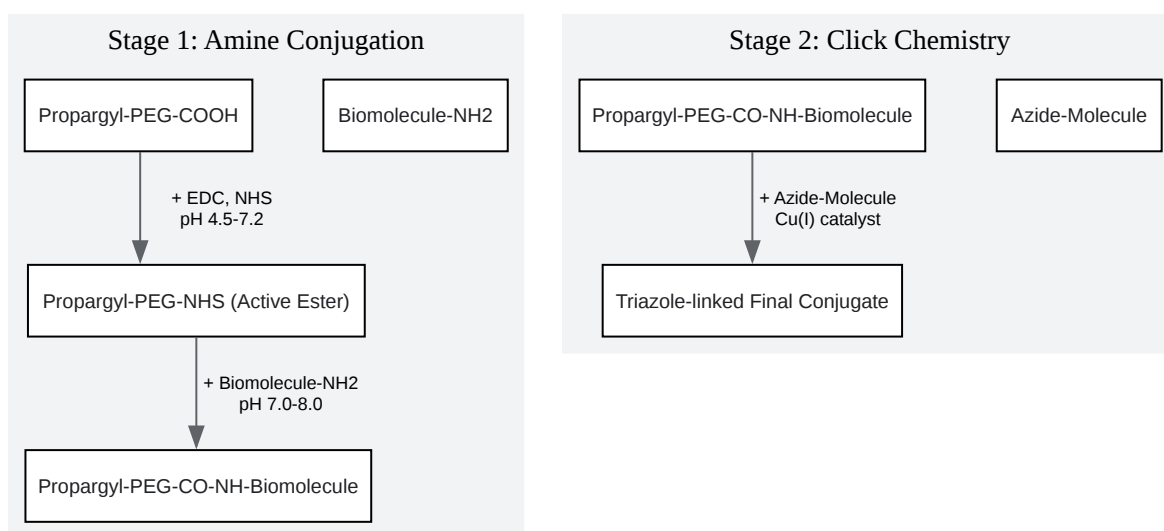 Stage 1: Amine Conjugation
Propargyl-PEG-COOH
Biomolecule-NH2
+ EDC, NHS
pH 4.5-7.2
Propargyl-PEG-NHS (Active Ester)
+ Biomolecule-NH2
pH 7.0-8.0
Propargyl-PEG-CO-NH-Biomolecule
Stage 2: Click Chemistry
Propargyl-PEG-CO-NH-Biomolecule
Azide-Molecule
+ Azide-Molecule
Cu(I) catalyst
Triazole-linked Final Conjugate